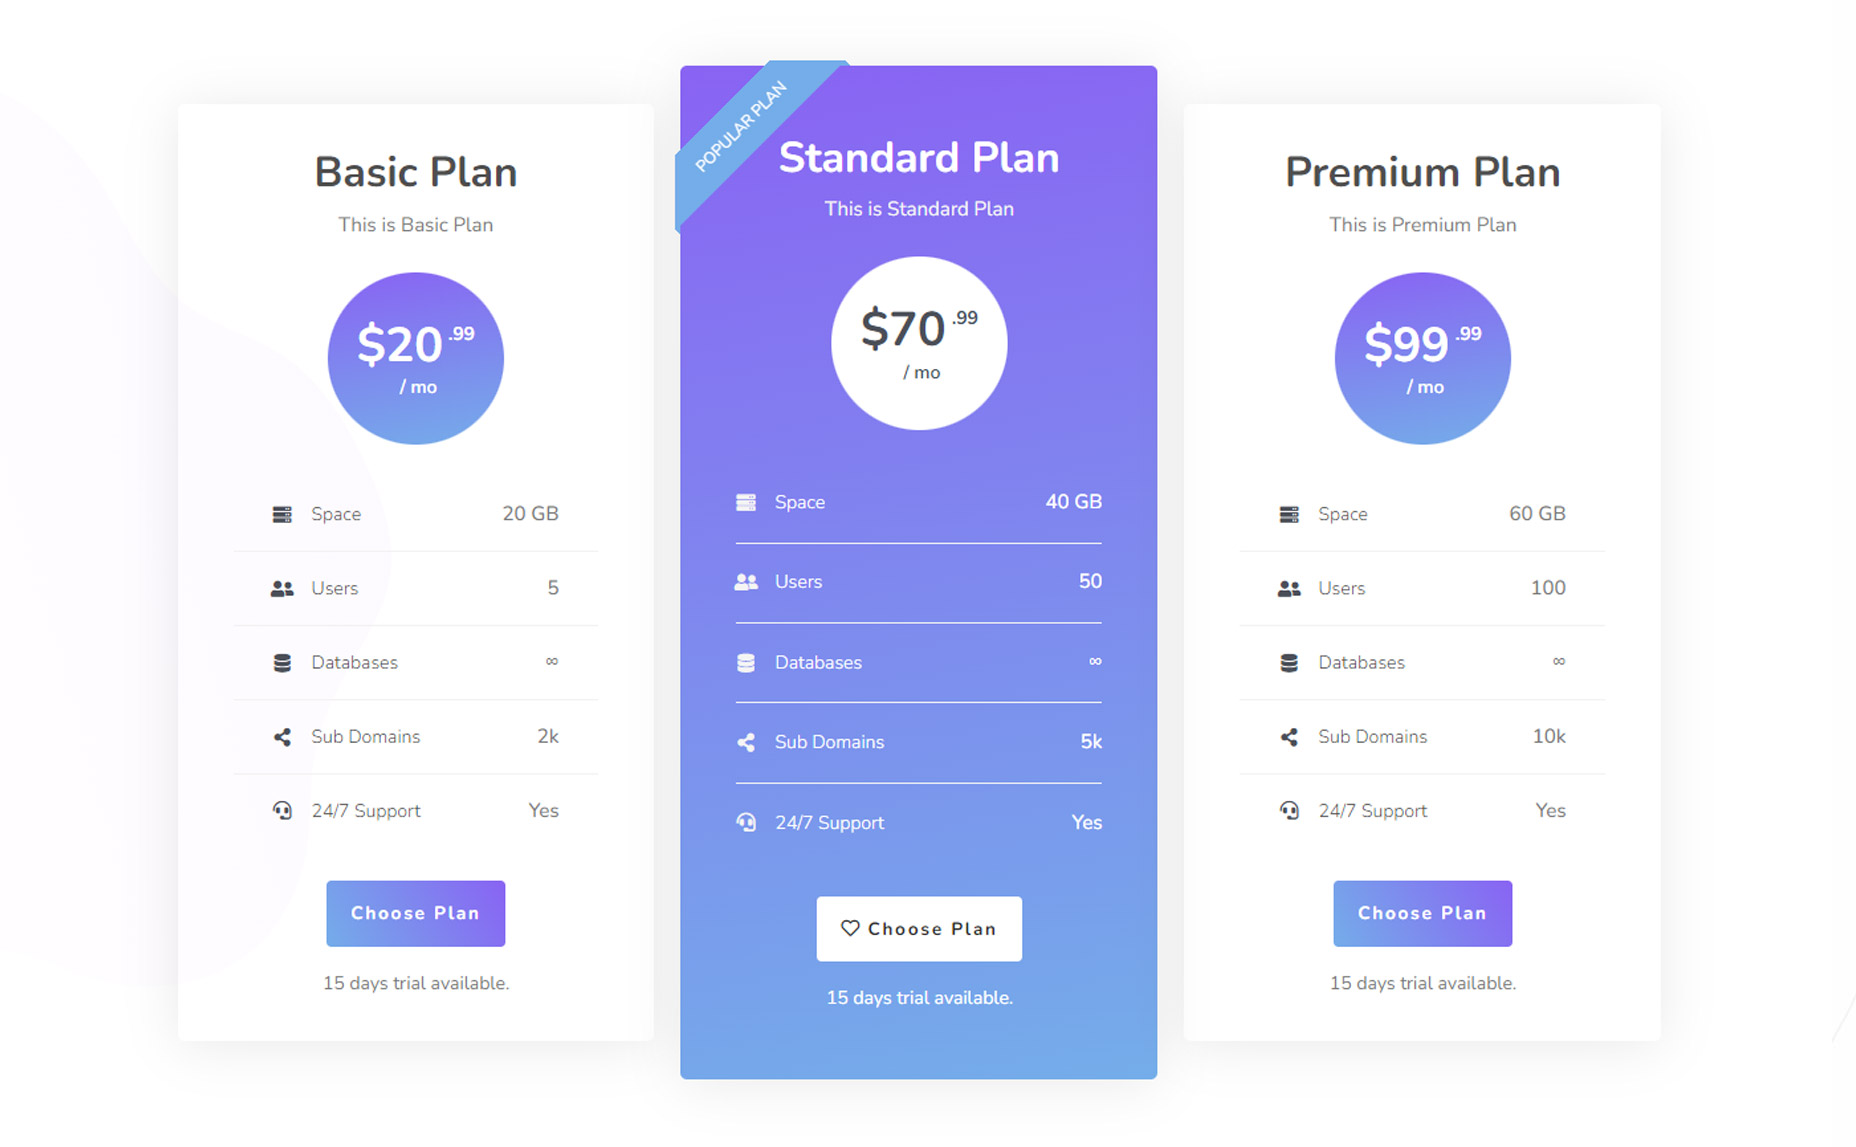 Basic Plan
This is Basic Plan
$20 .99
/ mo
Space 20 GB
Users 5
Databases ∞
Sub Domains 2k
24/7 Support Yes
Choose Plan
15 days trial available.
POPULAR PLAN
Standard Plan
This is Standard Plan
$70 .99
/ mo
Space 40 GB
Users 50
Databases ∞
Sub Domains 5k
24/7 Support Yes
Choose Plan
15 days trial available.
Premium Plan
This is Premium Plan
$99 .99
/ mo
Space 60 GB
Users 100
Databases ∞
Sub Domains 10k
24/7 Support Yes
Choose Plan
15 days trial available.